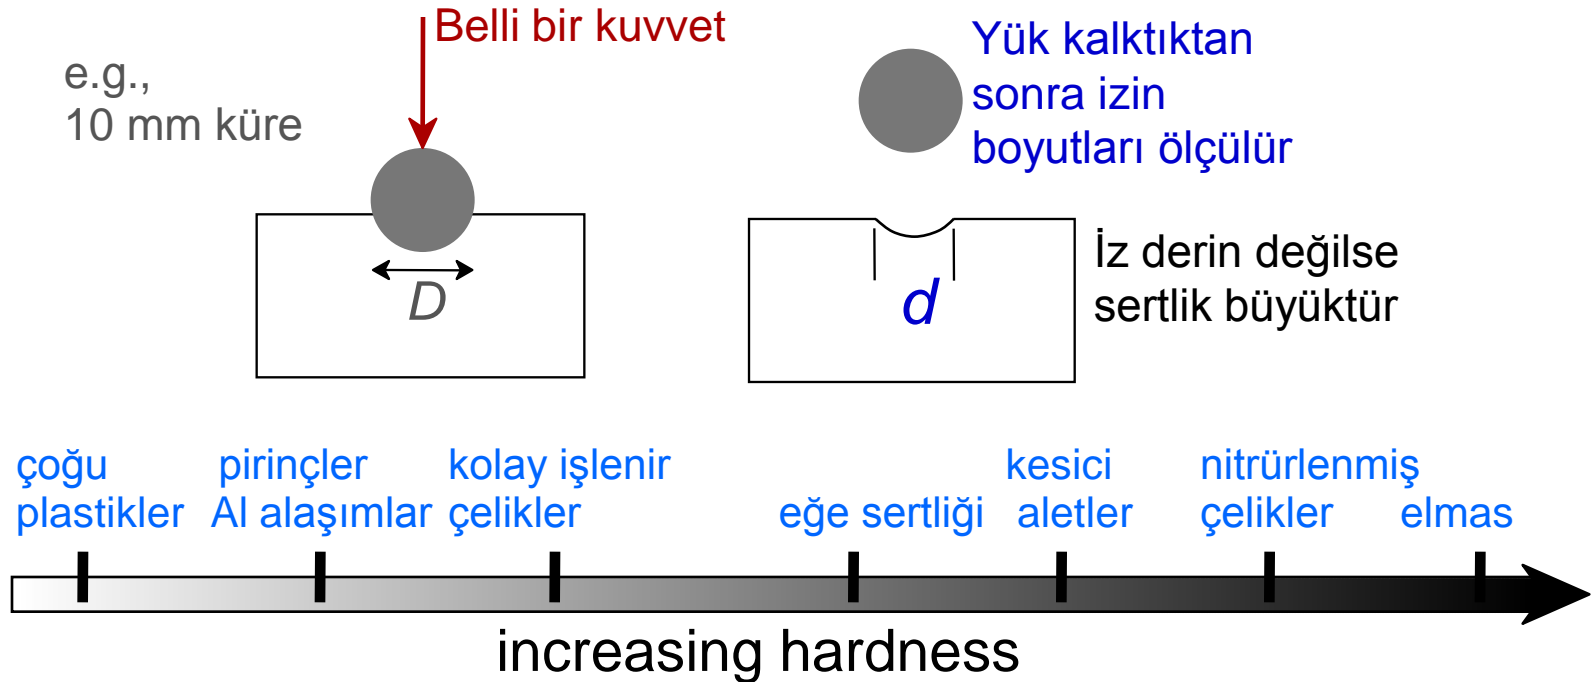 e.g.,
10 mm küre
Belli bir kuvvet
D
Yük kalktıktan
sonra izin
boyutları ölçülür
d
İz derin değilse
sertlik büyüktür
çoğu
plastikler
pirinçler
Al alaşımlar
kolay işlenir
çelikler
eğe sertliği
kesici
aletler
nitrürlenmiş
çelikler
elmas
increasing hardness